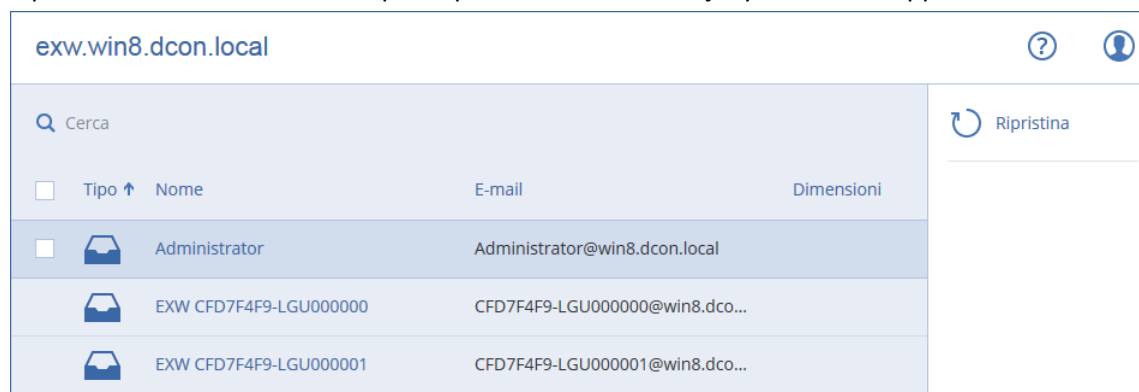 exw.win8.dcon.local
Cerca
Ripristina
Tipo Nome E-mail Dimensioni
Administrator Administrator@win8.dcon.local
EXW CFD7F4F9-LGU000000 CFD7F4F9-LGU000000@win8.dco...
EXW CFD7F4F9-LGU000001 CFD7F4F9-LGU000001@win8.dco...